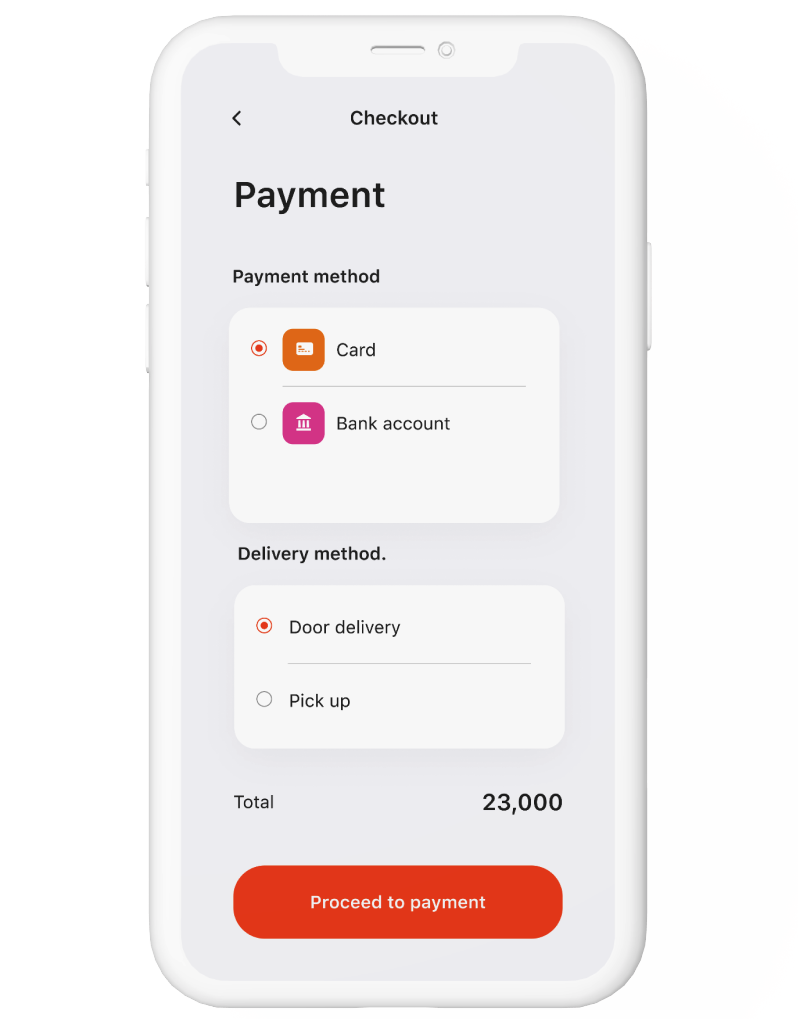 Checkout
Payment
Payment method
Card
Bank account
Delivery method.
Door delivery
Pick up
Total 23,000
Proceed to payment